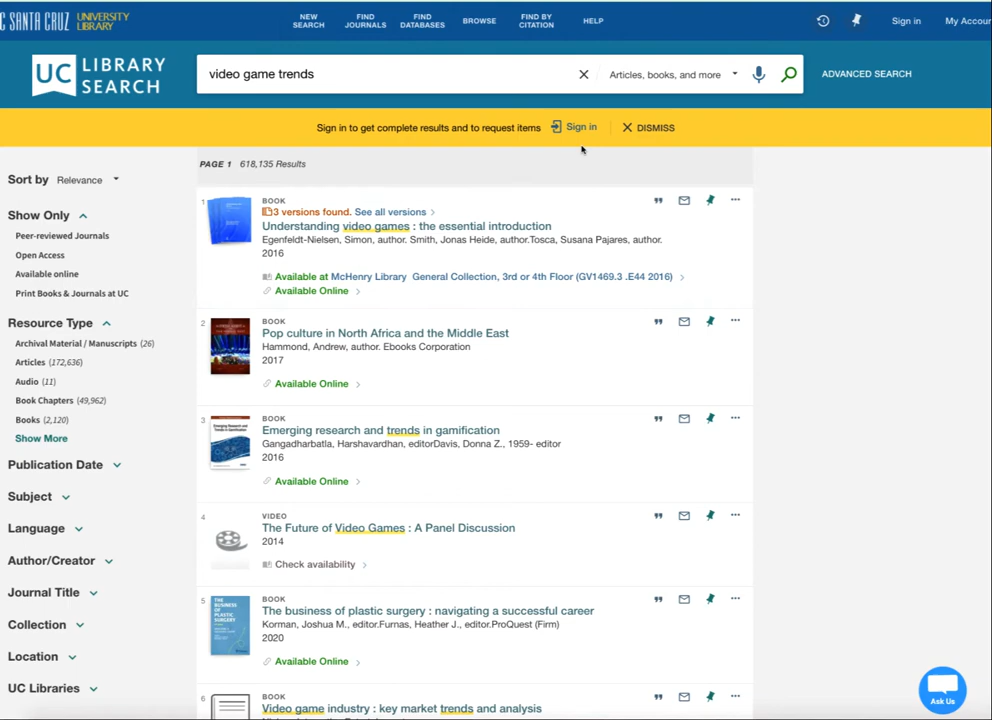 C SANTA CRUZ UNIVERSITY LIBRARY
NEW SEARCH
FIND JOURNALS
FIND DATABASES
BROWSE
FIND BY CITATION
HELP
Sign in
My Accou
UC LIBRARY SEARCH
video game trends
Articles, books, and more
ADVANCED SEARCH
Sign in to get complete results and to request items Sign in DISMISS
Sort by Relevance
PAGE 1 618,135 Results
Show Only
Peer-reviewed Journals
Open Access
Available online
Print Books & Journals at UC
Resource Type
Archival Material / Manuscripts (26)
Articles (172,636)
Audio (11)
Book Chapters (49,962)
Books (2,120)
Show More
Publication Date
Subject
Language
Author/Creator
Journal Title
Collection
Location
UC Libraries
1
BOOK
3 versions found. See all versions
Understanding video games : the essential introduction
Egenfeldt-Nielsen, Simon, author. Smith, Jonas Heide, author.Tosca, Susana Pajares, author.
2016
Available at McHenry Library General Collection, 3rd or 4th Floor (GV1469.3 .E44 2016)
Available Online
2
BOOK
Pop culture in North Africa and the Middle East
Hammond, Andrew, author. Ebooks Corporation
2017
Available Online
3
BOOK
Emerging research and trends in gamification
Gangadharbatla, Harshavardhan, editorDavis, Donna Z., 1959- editor
2016
Available Online
4
VIDEO
The Future of Video Games : A Panel Discussion
2014
Check availability
5
THE BUSINESS OF PLASTIC SURGERY
BOOK
The business of plastic surgery : navigating a successful career
Korman, Joshua M., editor.Furnas, Heather J., editor.ProQuest (Firm)
2020
Available Online
6
BOOK
Video game industry : key market trends and analysis
Ask Us